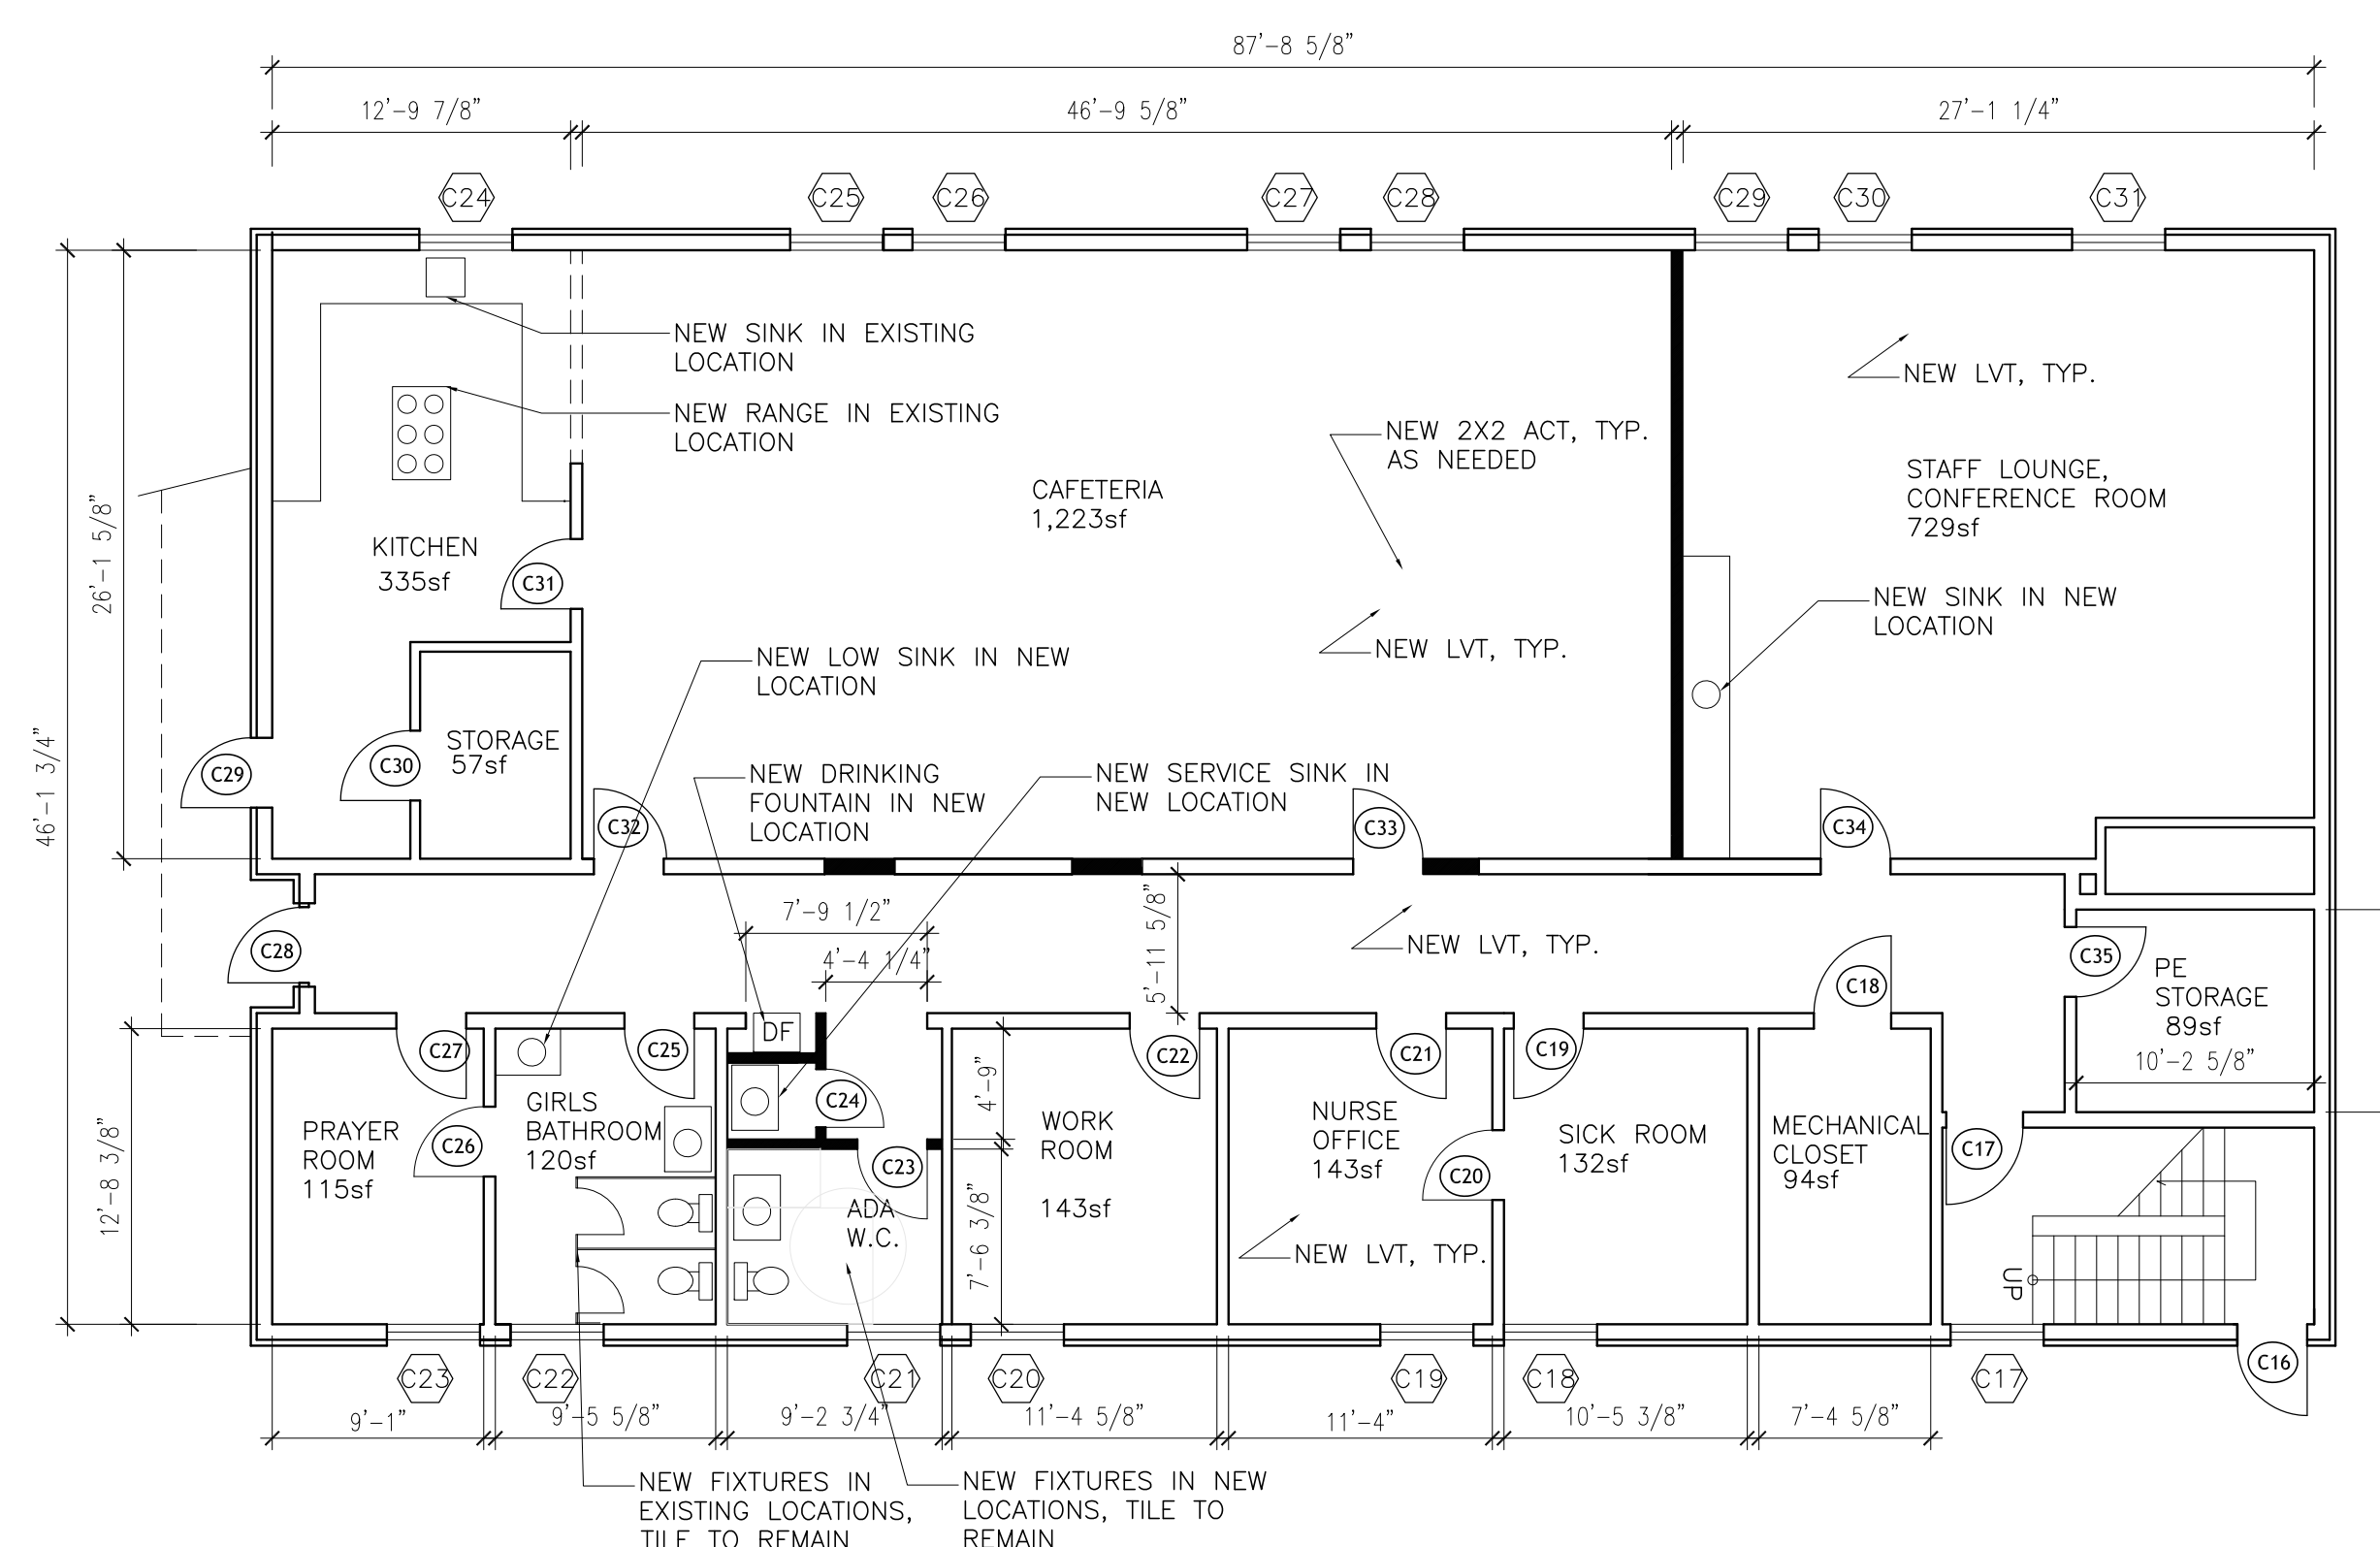 87'-8 5/8"
12'-9 7/8"
46'-9 5/8"
27'-1 1/4"
C24
C25
C26
C27
C28
C29
C30
C31
NEW SINK IN EXISTING
LOCATION
NEW RANGE IN EXISTING
LOCATION
NEW LVT, TYP.
NEW 2X2 ACT, TYP.
AS NEEDED
CAFETERIA
1,223sf
STAFF LOUNGE,
CONFERENCE ROOM
729sf
26'-1 5/8"
46'-1 3/4"
KITCHEN
335sf
C31
NEW SINK IN NEW
LOCATION
NEW LVT, TYP.
NEW LOW SINK IN NEW
LOCATION
STORAGE
57sf
C29
C30
NEW DRINKING
FOUNTAIN IN NEW
LOCATION
NEW SERVICE SINK IN
NEW LOCATION
C32
C33
C34
7'-9 1/2"
4'-4 1/4"
5'-11 5/8"
NEW LVT, TYP.
C28
C35
C18
PE
STORAGE
89sf
10'-2 5/8"
DF
C27
C25
C22
C21
C19
C24
4'-9"
12'-8 3/8"
PRAYER
ROOM
115sf
C26
GIRLS
BATHROOM
120sf
C23
ADA
W.C.
7'-6 3/8"
WORK
ROOM
143sf
NURSE
OFFICE
143sf
C20
SICK ROOM
132sf
MECHANICAL
CLOSET
94sf
C17
NEW LVT, TYP.
UP
C16
C23
C22
C21
C20
C19
C18
C17
9'-1"
9'-5 5/8"
9'-2 3/4"
11'-4 5/8"
11'-4"
10'-5 3/8"
7'-4 5/8"
NEW FIXTURES IN
EXISTING LOCATIONS,
TILE TO REMAIN
NEW FIXTURES IN NEW
LOCATIONS, TILE TO
REMAIN